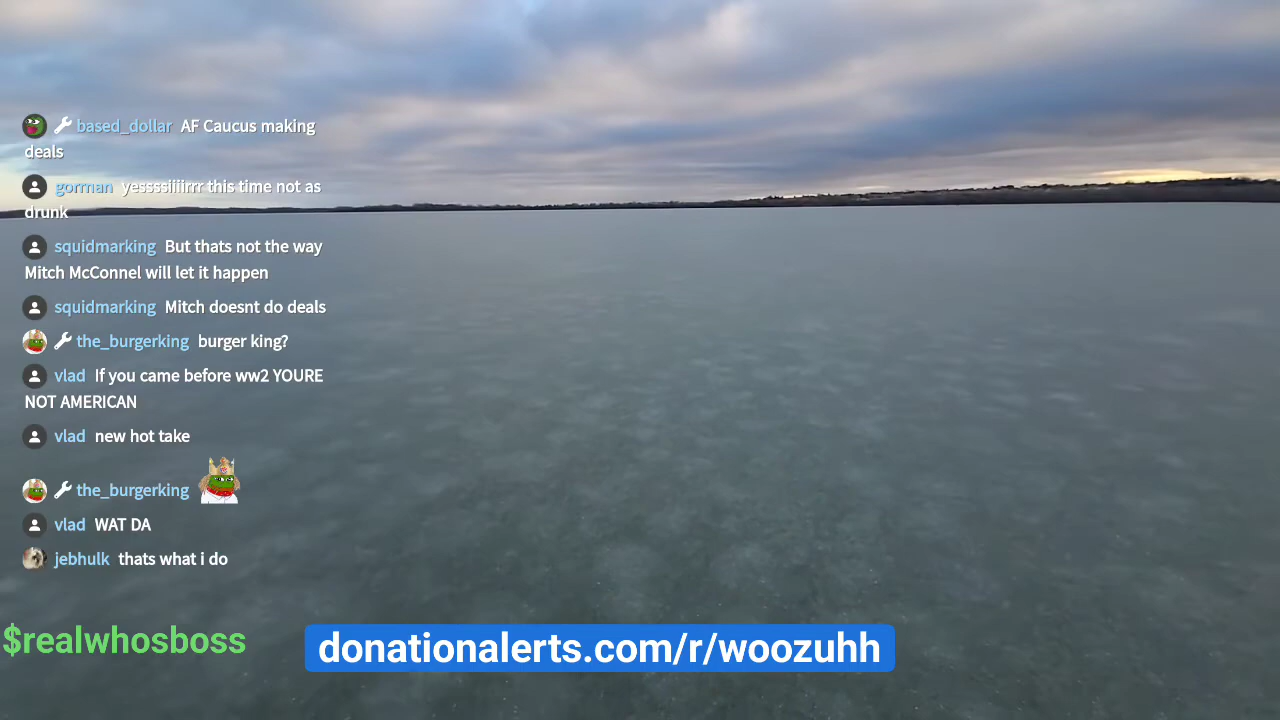 based_dollar AF Caucus making
deals
gorman yessssiiiirrr this time not as
drunk
squidmarking But thats not the way
Mitch McConnel will let it happen
squidmarking Mitch doesnt do deals
the_burgerking burger king?
vlad If you came before ww2 YOURE
NOT AMERICAN
vlad new hot take
the_burgerking
vlad WAT DA
jebhulk thats what i do
$realwhosboss
donationalerts.com/r/woozuhh